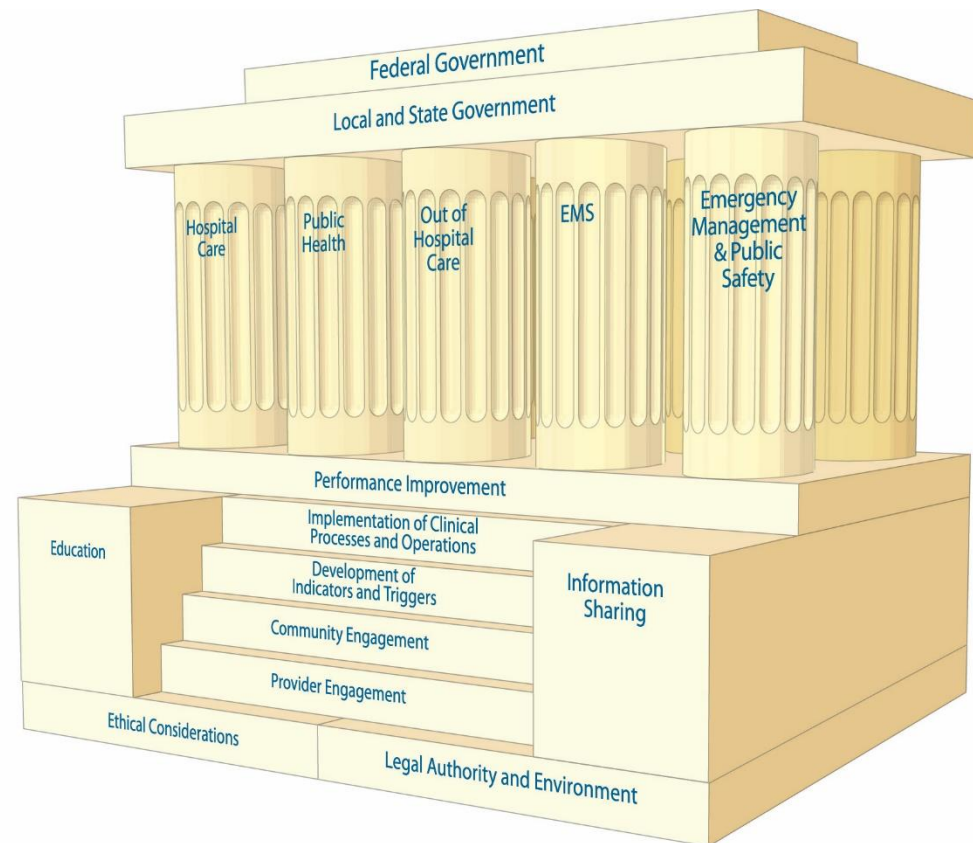 Federal Government
Local and State Government
Hospital
Care
Public
Health
Out of
Hospital
Care
EMS
Emergency
Management
& Public
Safety
Performance Improvement
Implementation of Clinical
Processes and Operations
Education
Development of
Indicators and Triggers
Information
Sharing
Community Engagement
Provider Engagement
Ethical Considerations
Legal Authority and Environment